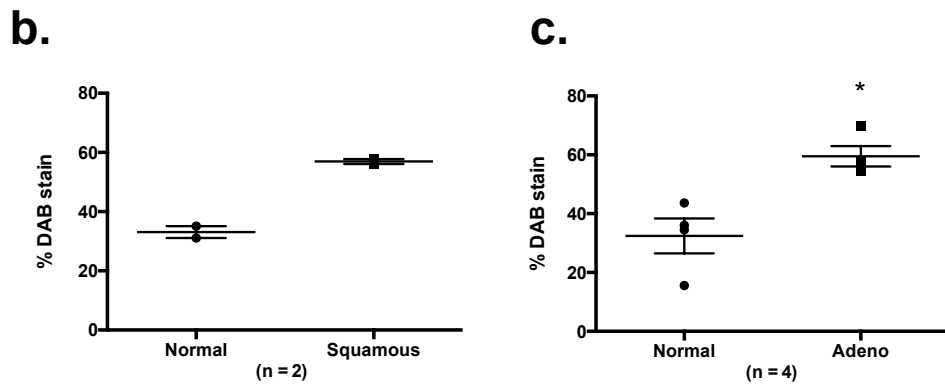 b.
% DAB stain
80
60
40
20
0
Normal
Squamous
(n = 2)
c.
% DAB stain
80
60
40
20
0
*
Normal
Adeno
(n = 4)